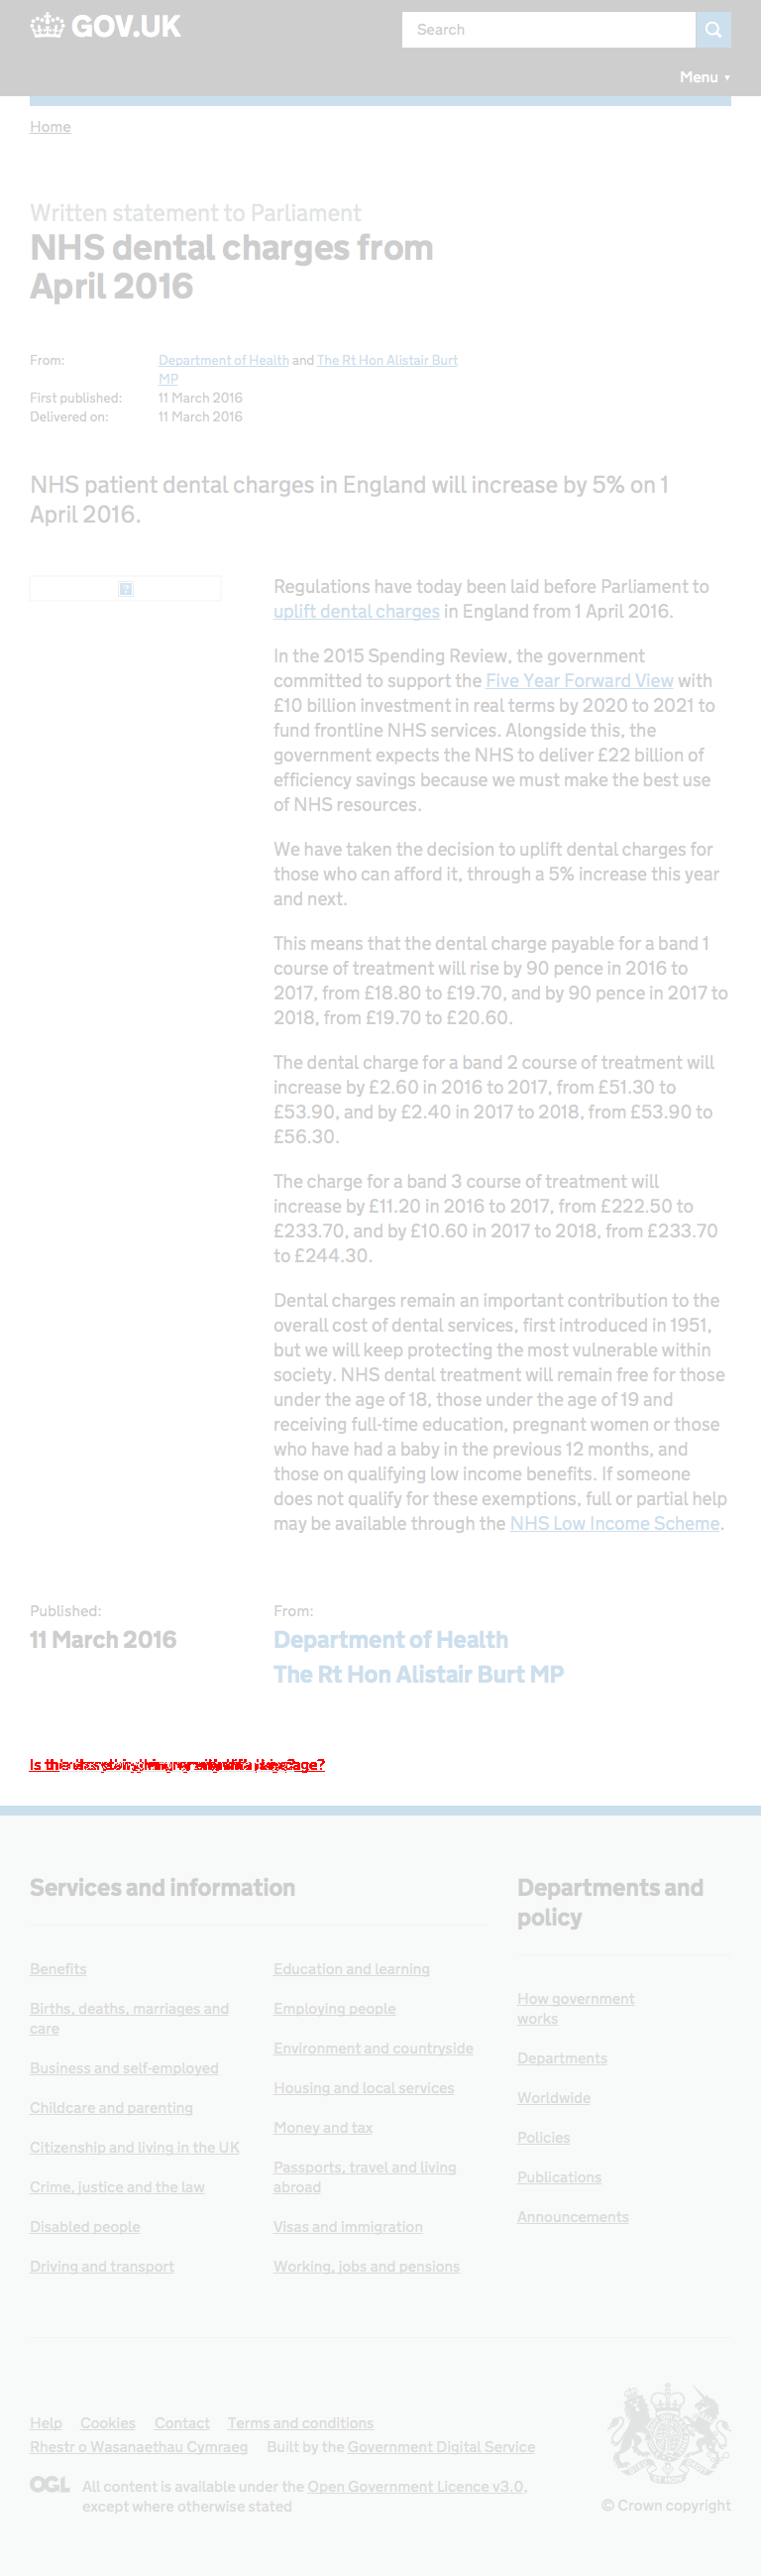 GOV.UK
Search
Menu ▼
Home
Written statement to Parliament
NHS dental charges from
April 2016
From: Department of Health and The Rt Hon Alistair Burt
MP
First published: 11 March 2016
Delivered on: 11 March 2016
NHS patient dental charges in England will increase by 5% on 1
April 2016.
Regulations have today been laid before Parliament to
uplift dental charges in England from 1 April 2016.
In the 2015 Spending Review, the government
committed to support the Five Year Forward View with
£10 billion investment in real terms by 2020 to 2021 to
fund frontline NHS services. Alongside this, the
government expects the NHS to deliver £22 billion of
efficiency savings because we must make the best use
of NHS resources.
We have taken the decision to uplift dental charges for
those who can afford it, through a 5% increase this year
and next.
This means that the dental charge payable for a band 1
course of treatment will rise by 90 pence in 2016 to
2017, from £18.80 to £19.70, and by 90 pence in 2017 to
2018, from £19.70 to £20.60.
The dental charge for a band 2 course of treatment will
increase by £2.60 in 2016 to 2017, from £51.30 to
£53.90, and by £2.40 in 2017 to 2018, from £53.90 to
£56.30.
The charge for a band 3 course of treatment will
increase by £11.20 in 2016 to 2017, from £222.50 to
£233.70, and by £10.60 in 2017 to 2018, from £233.70
to £244.30.
Dental charges remain an important contribution to the
overall cost of dental services, first introduced in 1951,
but we will keep protecting the most vulnerable within
society. NHS dental treatment will remain free for those
under the age of 18, those under the age of 19 and
receiving full-time education, pregnant women or those
who have had a baby in the previous 12 months, and
those on qualifying low income benefits. If someone
does not qualify for these exemptions, full or partial help
may be available through the NHS Low Income Scheme.
Published:
11 March 2016
From:
Department of Health
The Rt Hon Alistair Burt MP
Services and information
Benefits
Births, deaths, marriages and
care
Business and self-employed
Childcare and parenting
Citizenship and living in the UK
Crime, justice and the law
Disabled people
Driving and transport
Education and learning
Employing people
Environment and countryside
Housing and local services
Money and tax
Passports, travel and living
abroad
Visas and immigration
Working, jobs and pensions
Departments and
policy
How government
works
Departments
Worldwide
Policies
Publications
Announcements
Help Cookies Contact Terms and conditions
Rhestr o Wasanaethau Cymraeg Built by the Government Digital Service
OGL All content is available under the Open Government Licence v3.0,
except where otherwise stated
© Crown copyright